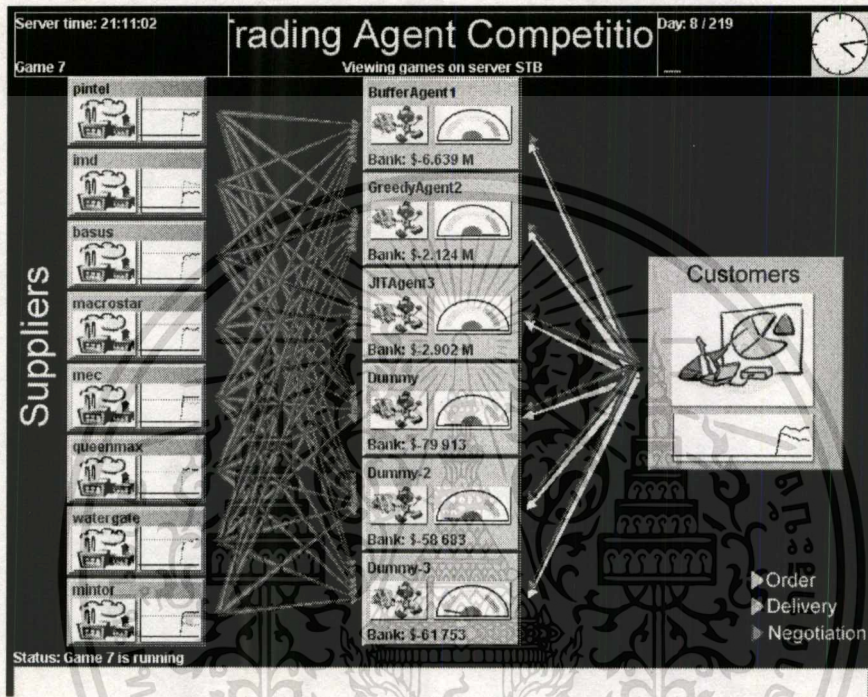 Server time: 21:11:02
Game 7
rading Agent Competitio
Viewing games on server STB
Day: 8 / 219
Suppliers
pintel
imd
basus
macrostar
mec
queenmax
watergate
mintor
BufferAgent1
Bank: $-6.639 M
GreedyAgent2
Bank: $-2.124 M
JITAgent3
Bank: $-2.902 M
Dummy
Bank: $-79 913
Dummy-2
Bank: $-58 683
Dummy-3
Bank: $-61 753
Customers
Order
Delivery
Negotiation
Status: Game 7 is running